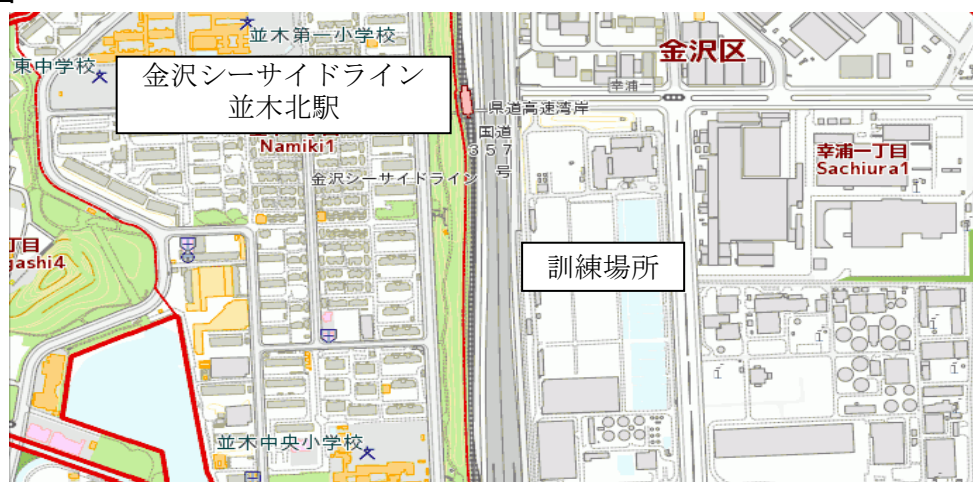 並木第一小学校
東中学校
金沢シーサイドライン
並木北駅
金沢区
幸浦一
県道高速湾岸
国道
357
号
Namiki1
金沢シーサイドライン
幸浦一丁目
Sachiura1
丁目
gashi4
訓練場所
並木中央小学校